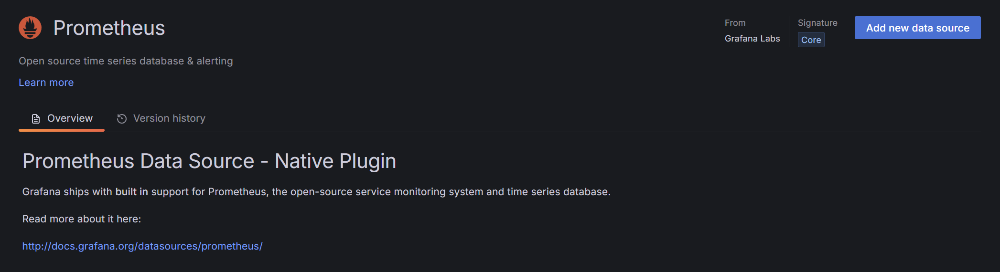 Prometheus
From
Grafana Labs
Signature
Core
Add new data source
Open source time series database & alerting
Learn more
Overview
Version history
Prometheus Data Source - Native Plugin
Grafana ships with built in support for Prometheus, the open-source service monitoring system and time series database.
Read more about it here:
http://docs.grafana.org/datasources/prometheus/